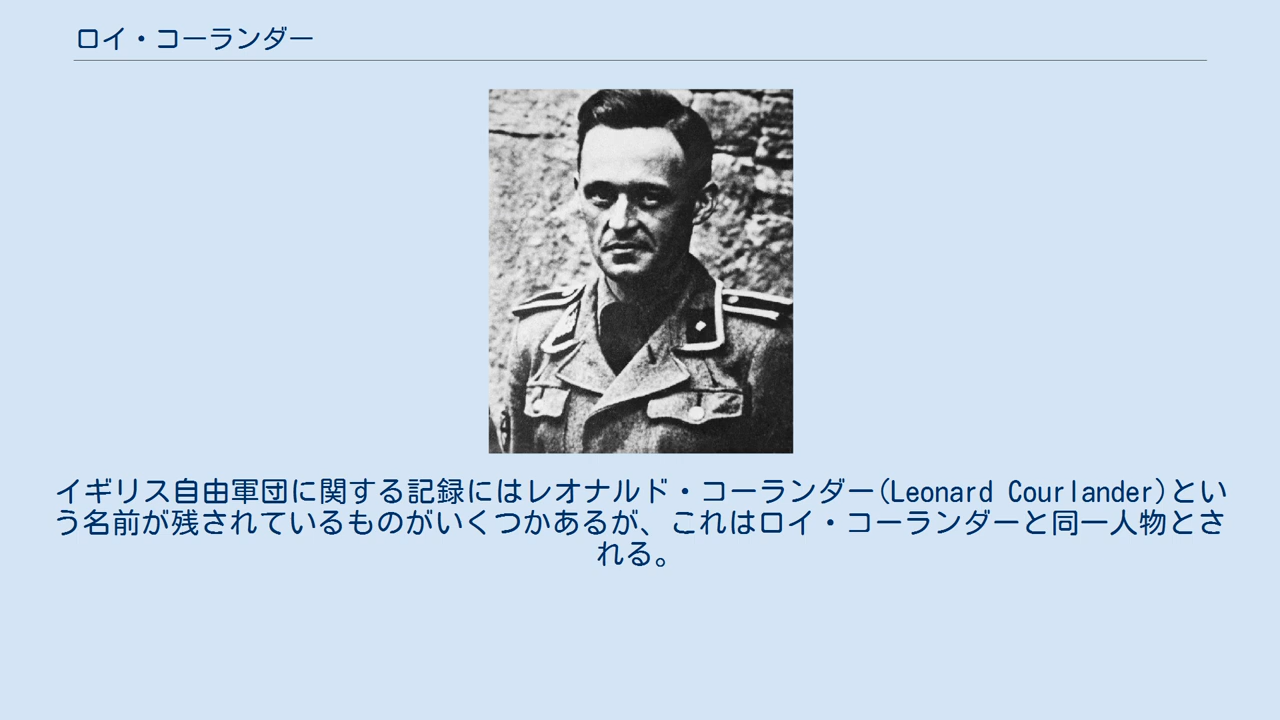 ロイ・コーランダー
イギリス自由軍団に関する記録にはレオナルド・コーランダー(Leonard Courlander)とい
う名前が残されているものがいくつかあるが、これはロイ・コーランダーと同一人物とさ
れる。